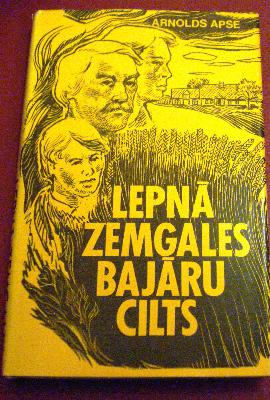 ARNOLDS APSE
LEPNĀ
ZEMGALES
BAJĀRU
CILTS